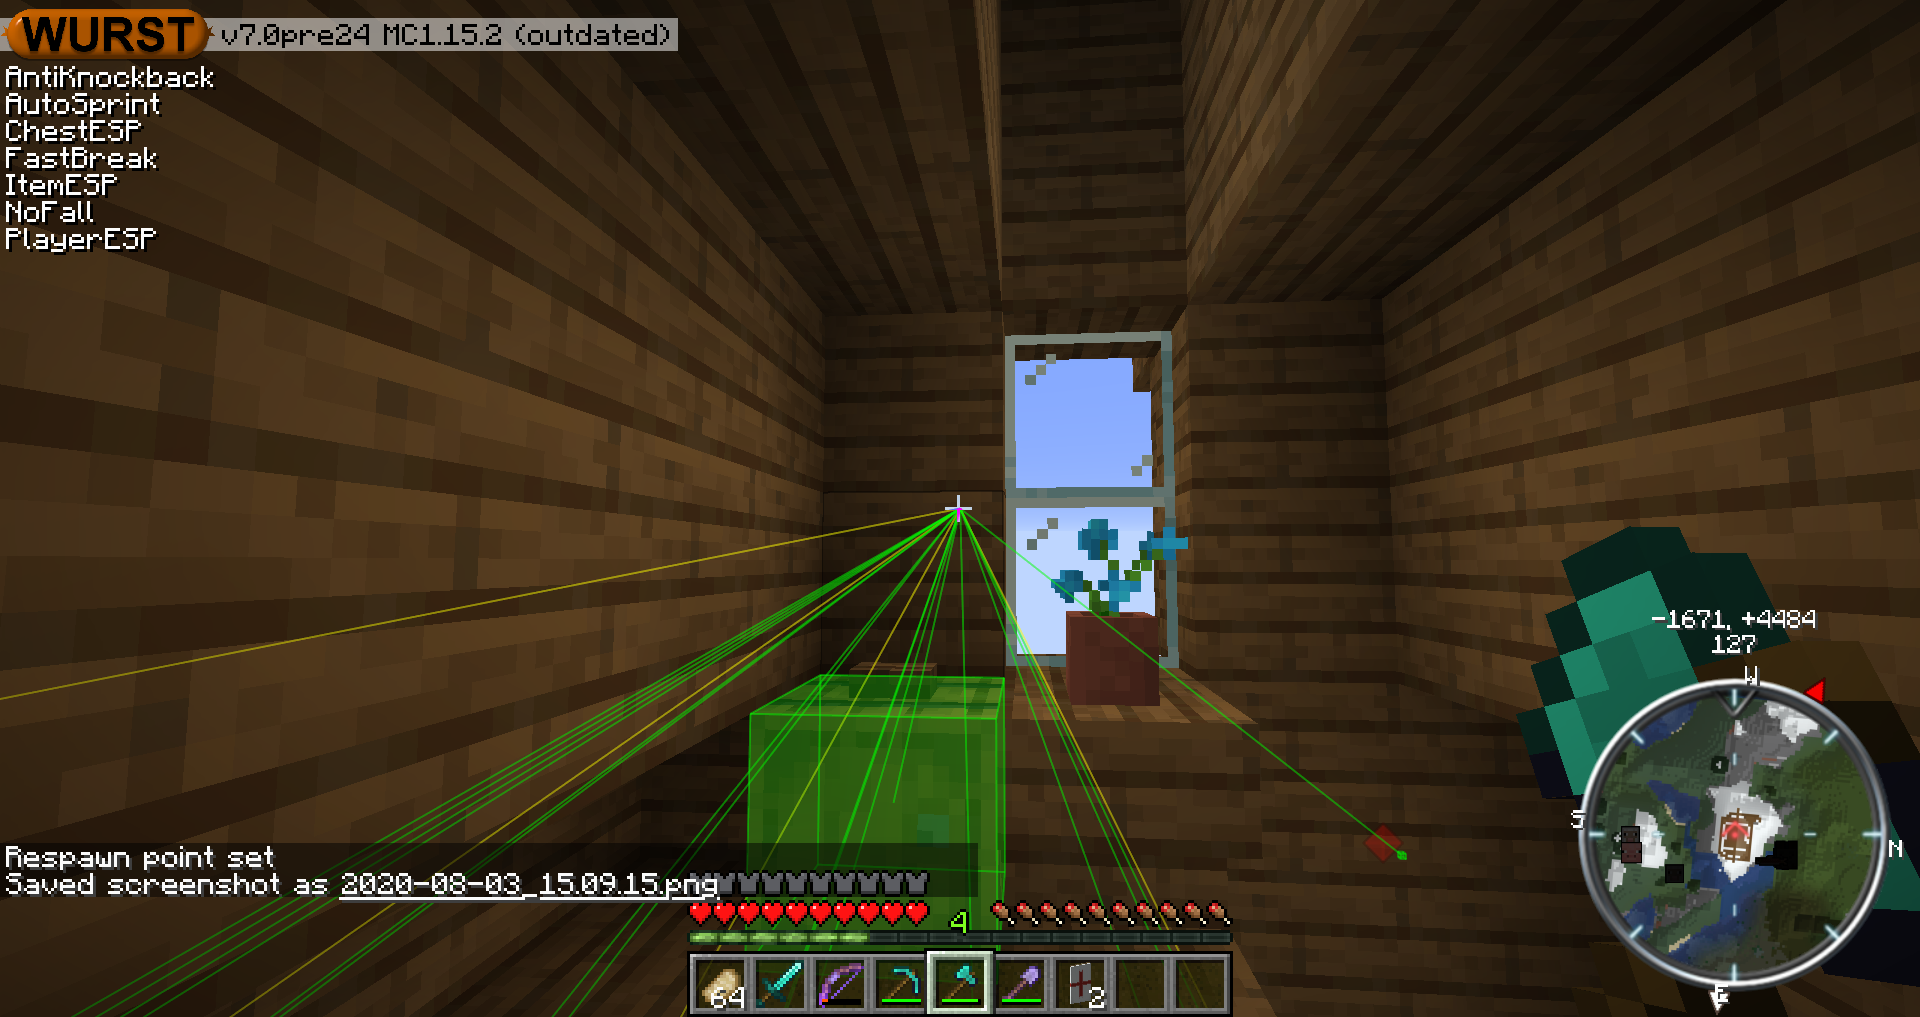 WURST v7.0pre24 MC1.15.2 (outdated)
AntiKnockback
AutoSprint
ChestESP
FastBreak
ItemESP
NoFall
PlayerESP
-1671, +4484
127
W
S
N
E
Respawn point set
Saved screenshot as 2020-08-03_15.09.15.png
4
64
2